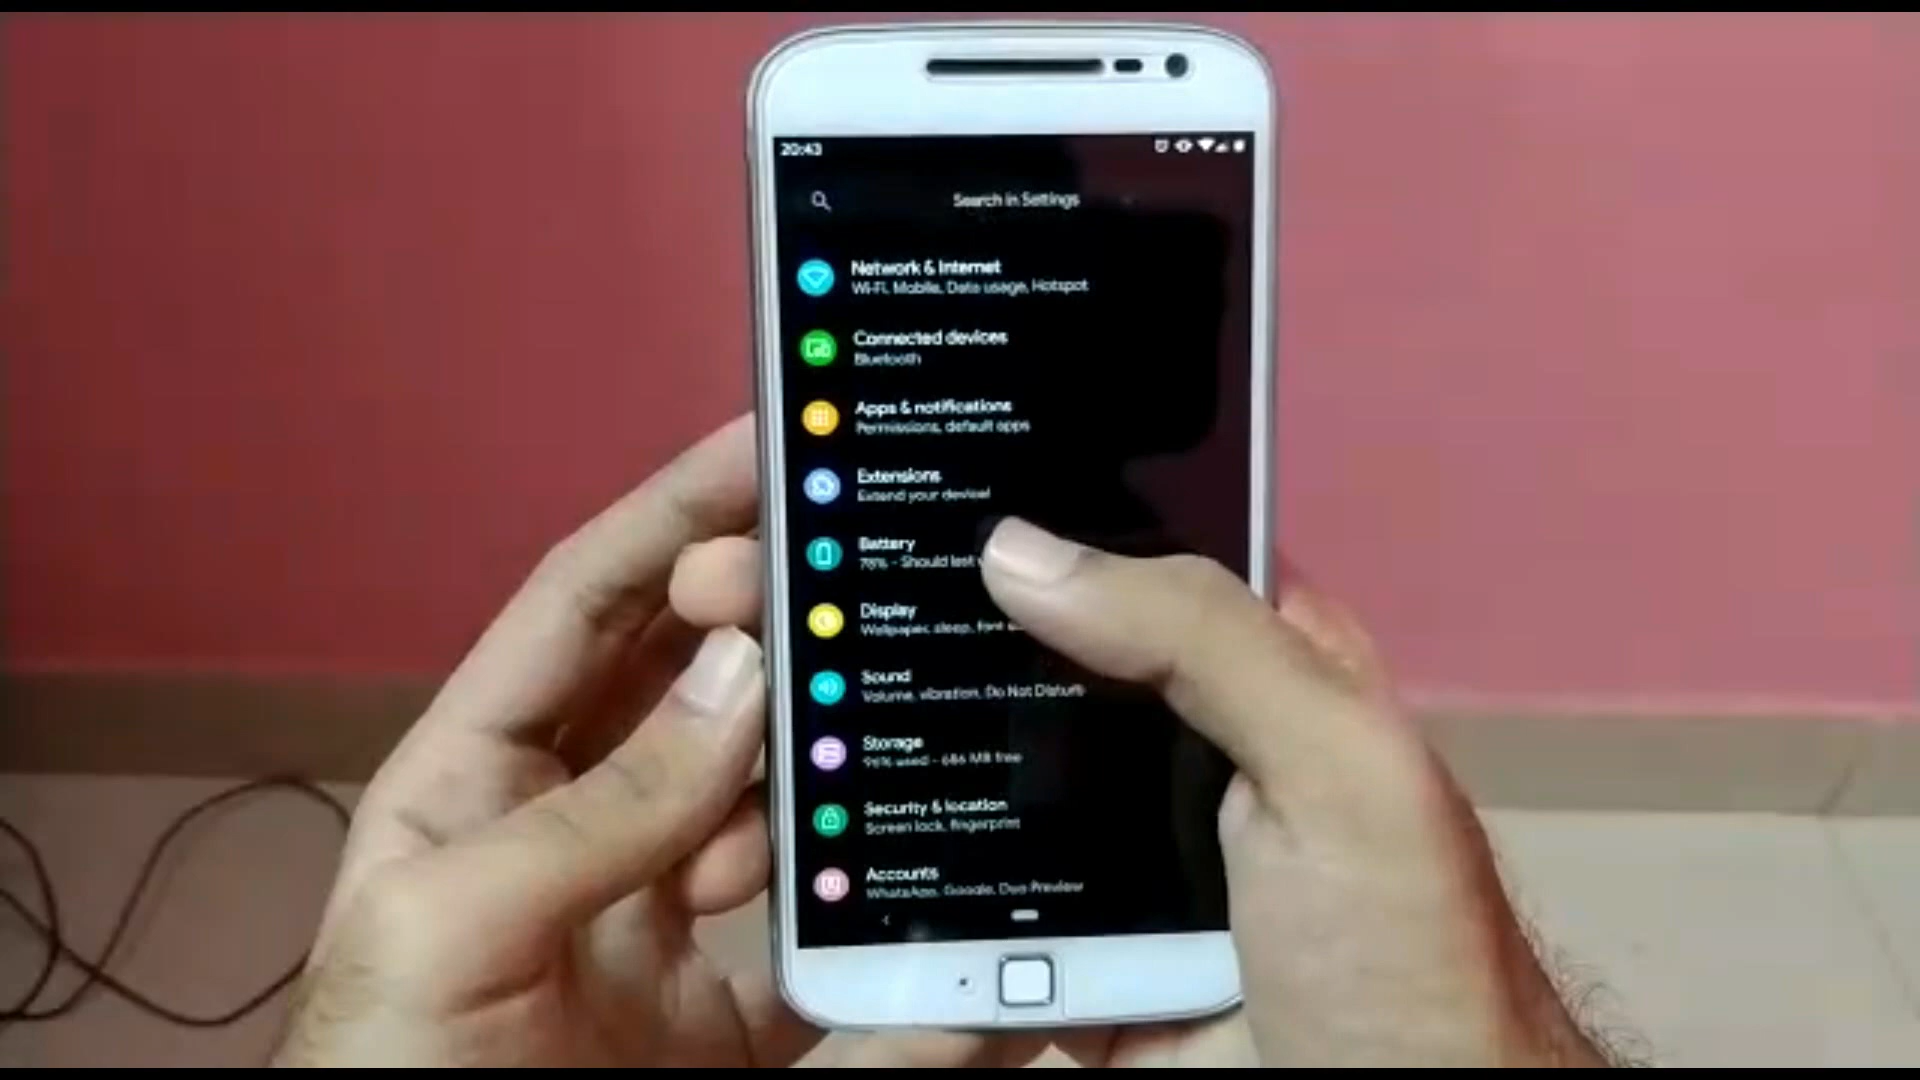 20:43
Search in Settings
Network & Internet
Wi-Fi, Mobile, Data usage, Hotspot
Connected devices
Bluetooth
Apps & notifications
Permissions, default apps
Extensions
Extend your device!
Battery
78% - Should last
Display
Wallpaper, sleep, font
Sound
Volume, vibration, Do Not Disturb
Storage
96% used - 686 MB free
Security & location
Screen lock, fingerprint
Accounts
WhatsApp, Google, Duo Preview